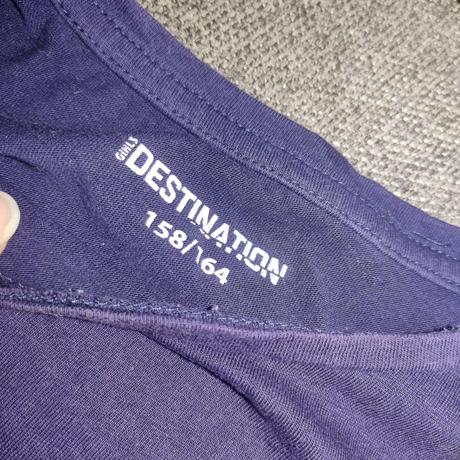 GIRLS
DESTINATION
158/164